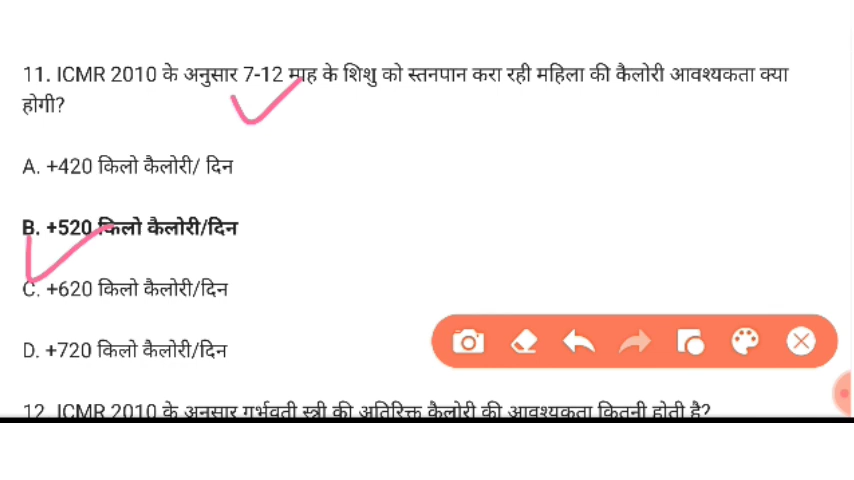 11. ICMR 2010 के अनुसार 7-12 माह के शिशु को स्तनपान करा रही महिला की कैलोरी आवश्यकता क्या
होगी?
A. +420 किलो कैलोरी/ दिन
B. +520 किलो कैलोरी/दिन
C. +620 किलो कैलोरी/दिन
D. +720 किलो कैलोरी/दिन
12. ICMR 2010 के अनुसार गर्भवती स्त्री की अतिरिक्त कैलोरी की आवश्यकता कितनी होती है?